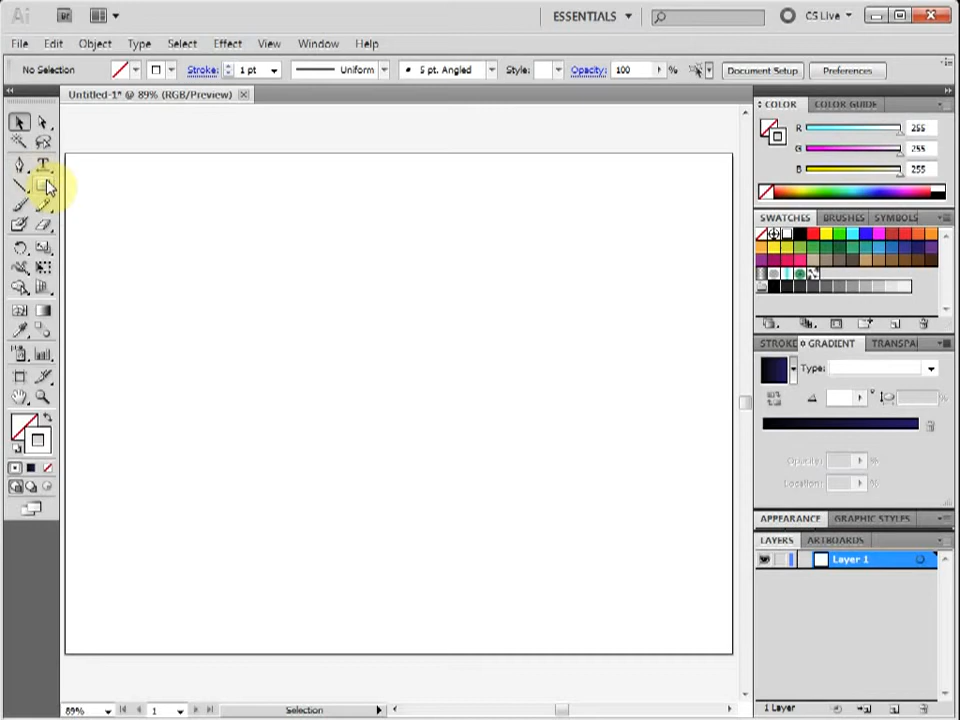 Ai Br ESSENTIALS CS Live
File Edit Object Type Select Effect View Window Help
No Selection Stroke: 1 pt Uniform 5 pt. Angled Style: Opacity: 100 % Document Setup Preferences
Untitled-1* @ 89% (RGB/Preview)
COLOR COLOR GUIDE
R 255
G 255
B 255
SWATCHES BRUSHES SYMBOLS
STROKE GRADIENT TRANSPA
Type:
°
%
Opacity: %
Location: %
APPEARANCE GRAPHIC STYLES
LAYERS ARTBOARDS
Layer 1
89% 1 Selection
1 Layer